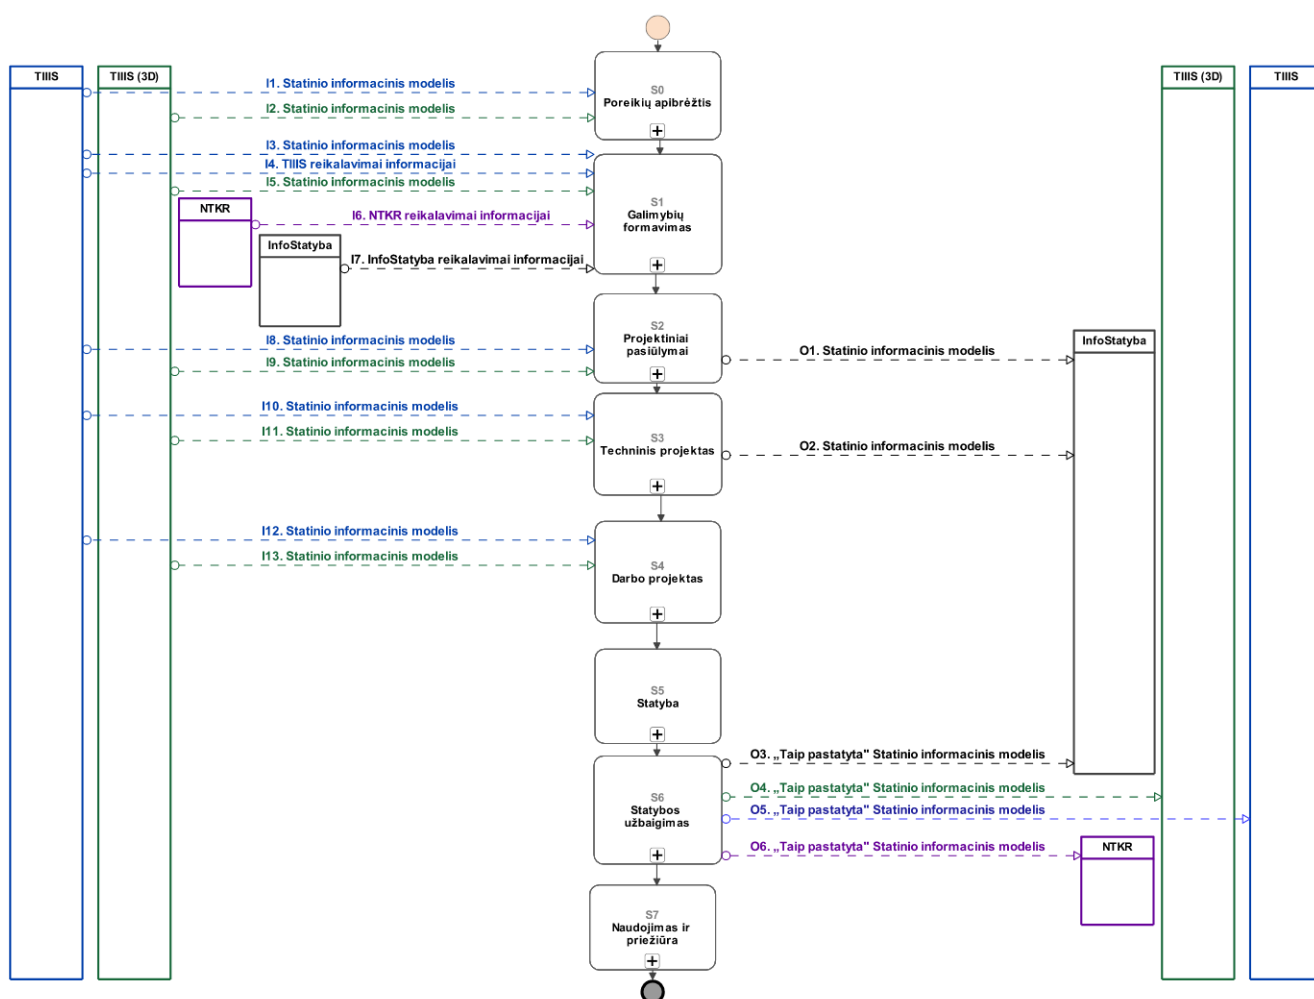 TIIIS
TIIIS (3D)
I1. Statinio informacinis modelis
I2. Statinio informacinis modelis
S0
Poreikių apibrėžtis
TIIIS (3D)
TIIIS
I3. Statinio informacinis modelis
I4. TIIIS reikalavimai informacijai
I5. Statinio informacinis modelis
NTKR
I6. NTKR reikalavimai informacijai
S1
Galimybių
formavimas
InfoStatyba
I7. InfoStatyba reikalavimai informacijai
I8. Statinio informacinis modelis
I9. Statinio informacinis modelis
S2
Projektiniai
pasiūlymai
O1. Statinio informacinis modelis
InfoStatyba
I10. Statinio informacinis modelis
I11. Statinio informacinis modelis
S3
Techninis projektas
O2. Statinio informacinis modelis
I12. Statinio informacinis modelis
I13. Statinio informacinis modelis
S4
Darbo projektas
S5
Statyba
O3. „Taip pastatyta" Statinio informacinis modelis
S6
Statybos
užbaigimas
O4. „Taip pastatyta" Statinio informacinis modelis
O5. „Taip pastatyta" Statinio informacinis modelis
O6. „Taip pastatyta" Statinio informacinis modelis
NTKR
S7
Naudojimas ir
priežiūra